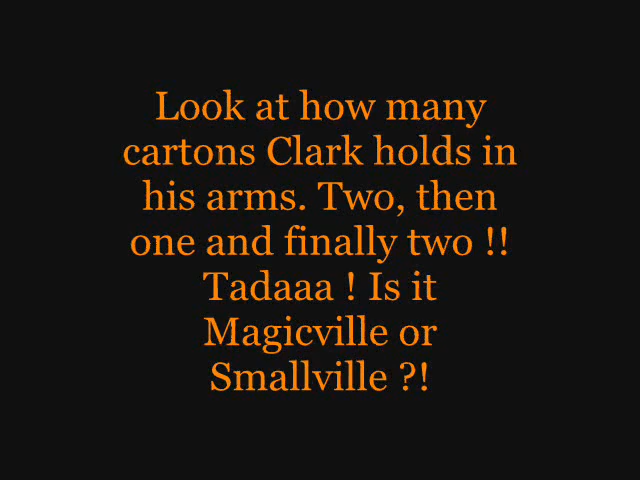 Look at how many
cartons Clark holds in
his arms. Two, then
one and finally two !!
Tadaaa ! Is it
Magicville or
Smallville ?!